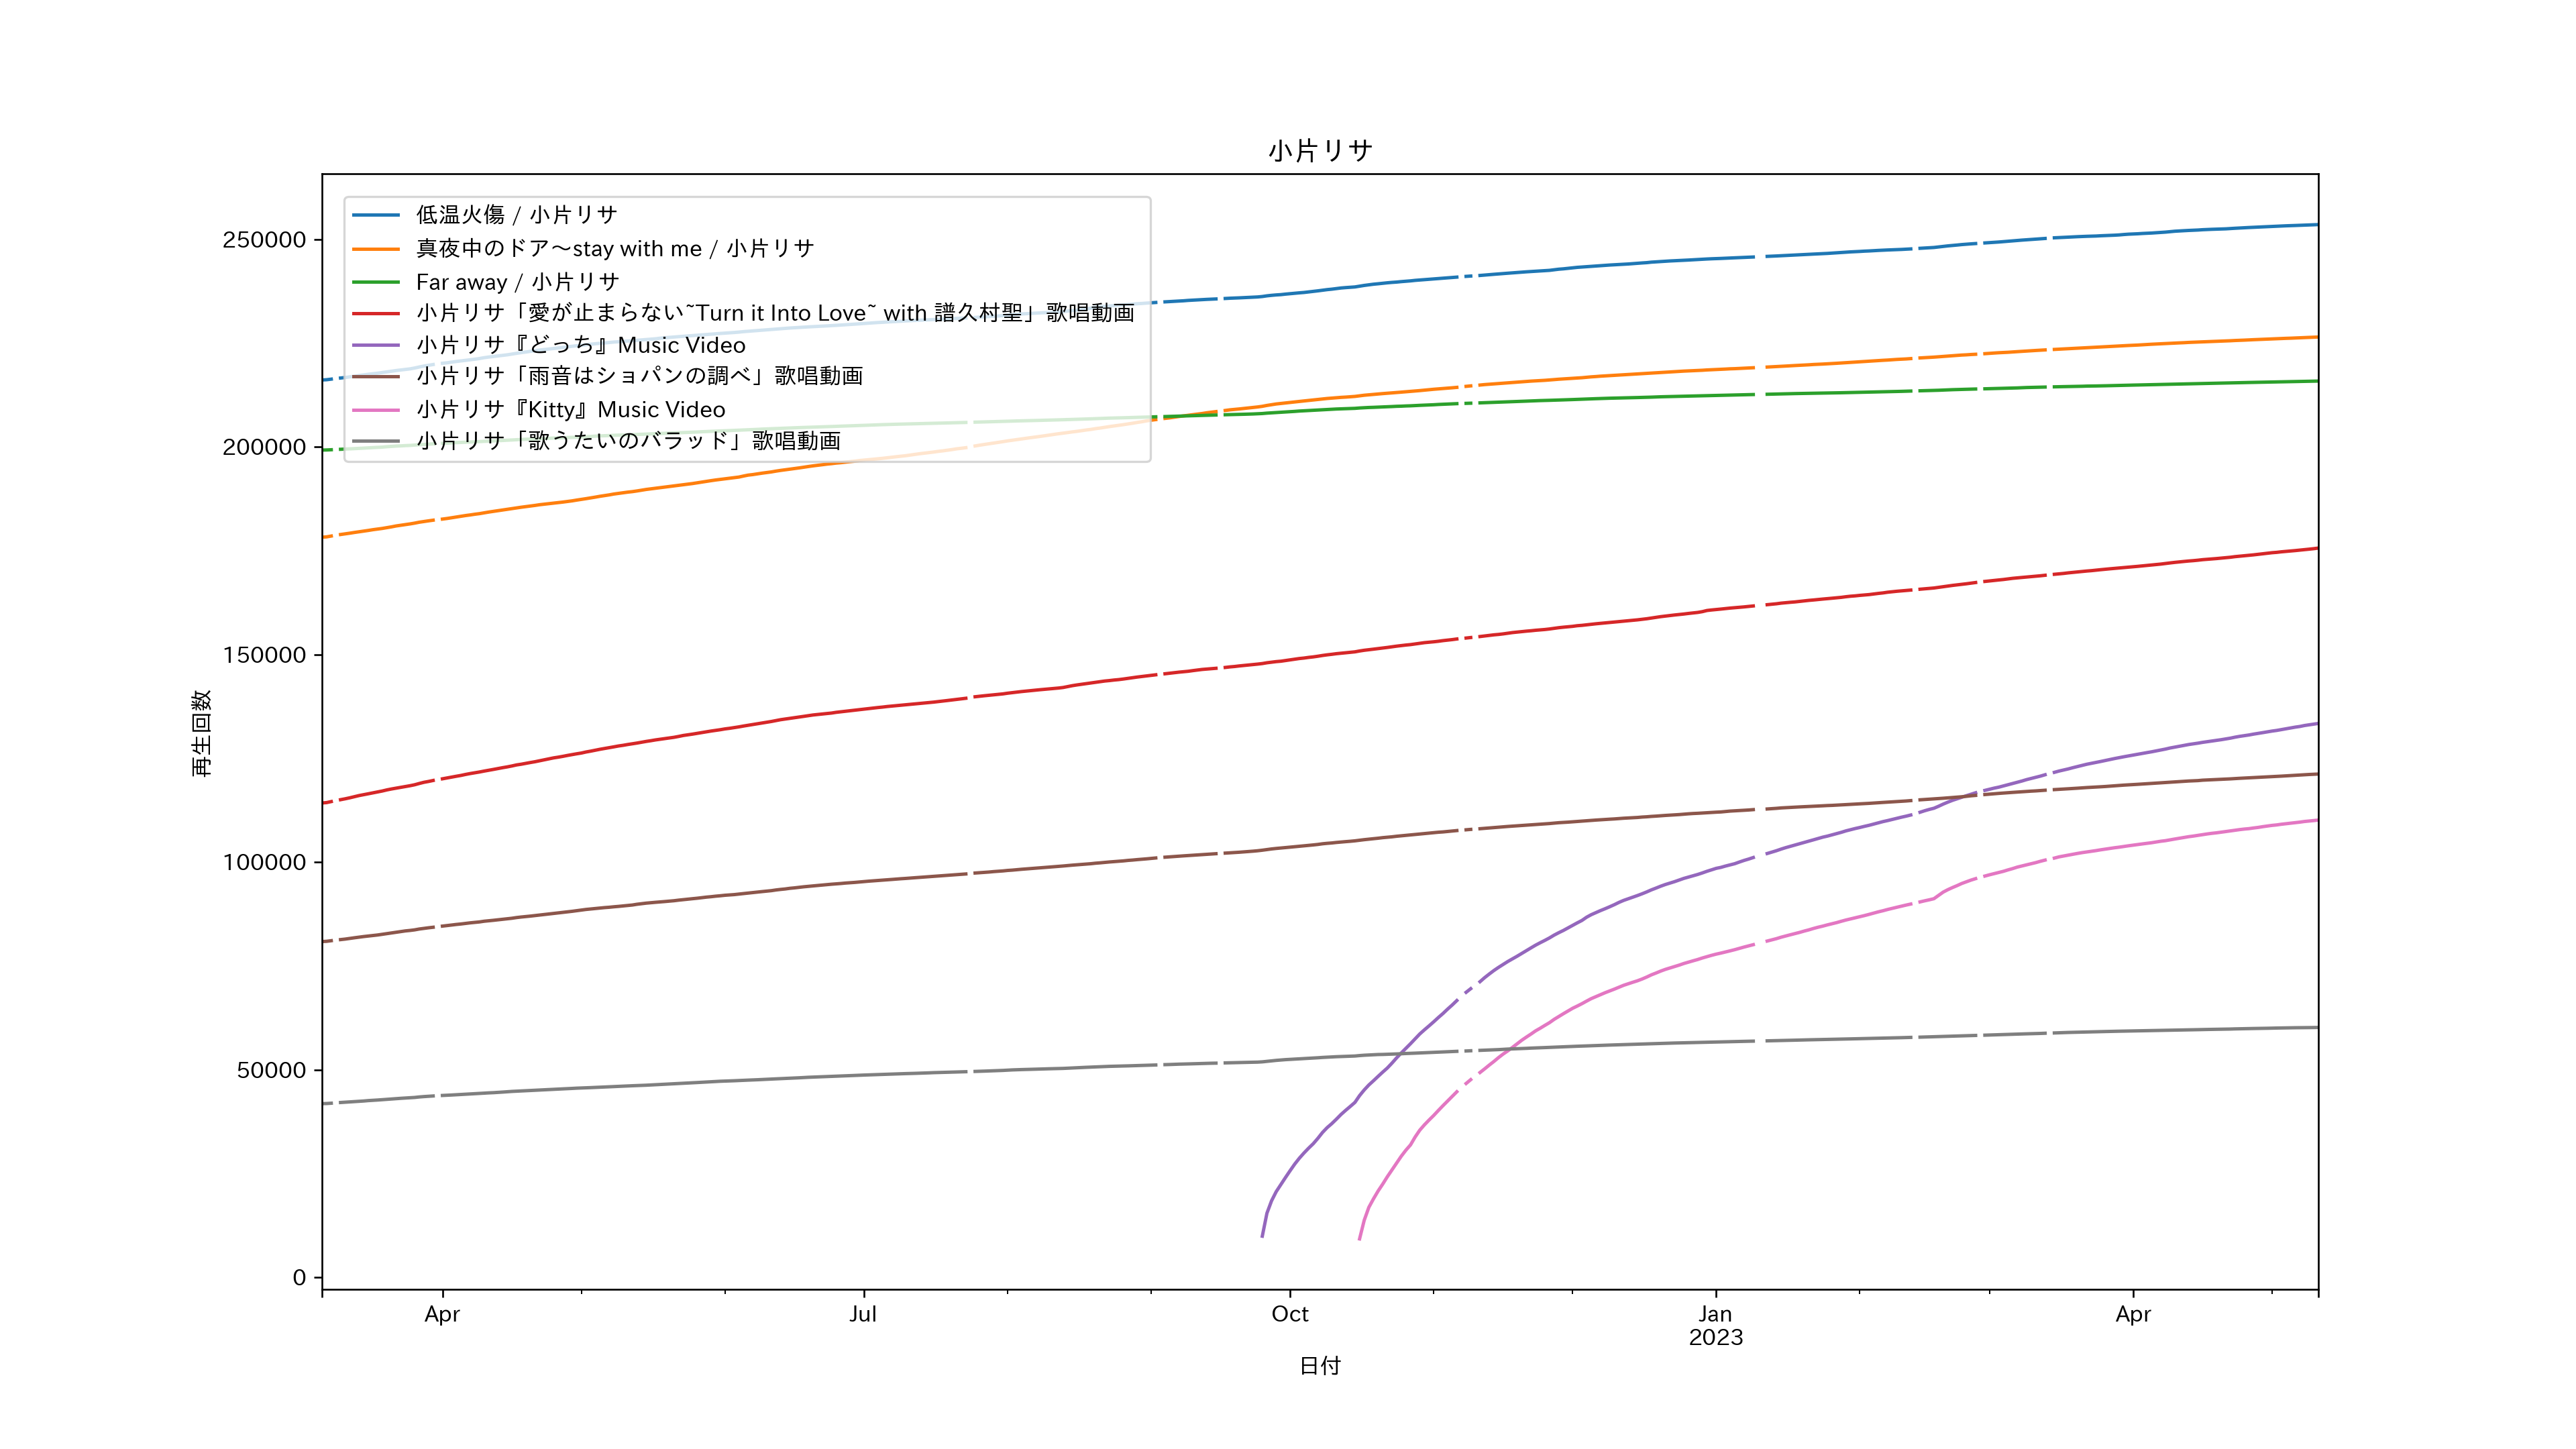 小片リサ
低温火傷 / 小片リサ
真夜中のドア〜stay with me / 小片リサ
Far away / 小片リサ
小片リサ「愛が止まらない~Turn it Into Love~ with 譜久村聖」歌唱動画
小片リサ『どっち』Music Video
小片リサ「雨音はショパンの調べ」歌唱動画
小片リサ『Kitty』Music Video
小片リサ「歌うたいのバラッド」歌唱動画
250000
200000
150000
100000
50000
0
再生回数
Apr
Jul
Oct
Jan
2023
Apr
日付